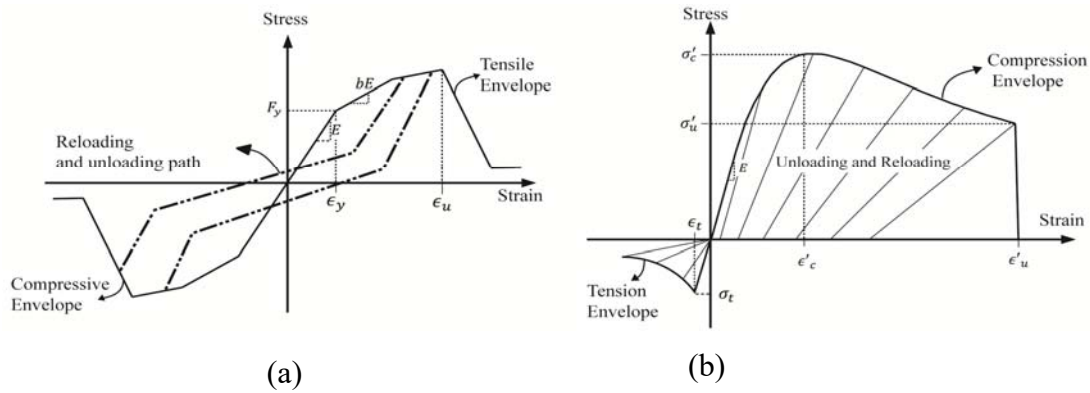 Stress
Tensile
Envelope
bE
F_y
E
Reloading
and unloading path
ϵ_y
ϵ_u
Strain
Compressive
Envelope
(a)
Stress
σ'_c
Compression
Envelope
σ'_u
Unloading and Reloading
E
ϵ_t
Strain
ϵ'_c
ϵ'_u
Tension
Envelope
σ_t
(b)